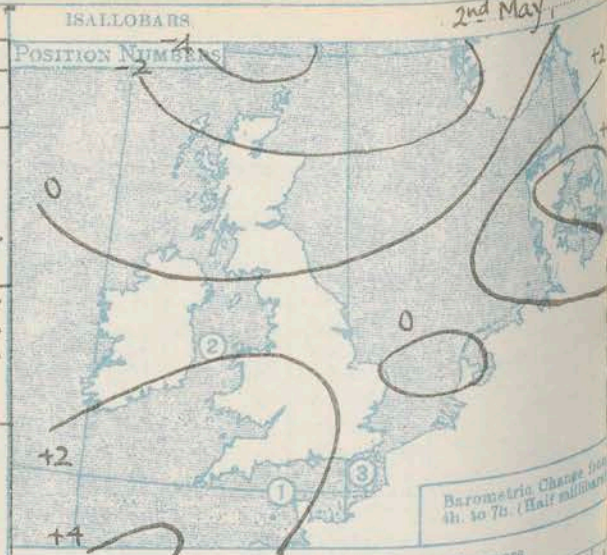 ISALLOBARS
2nd May,
POSITION NUMBERS
-4
-2
+2
0
0
2
+2
3
1
+4
Barometric Change from
4h. to 7h. (Half millibars